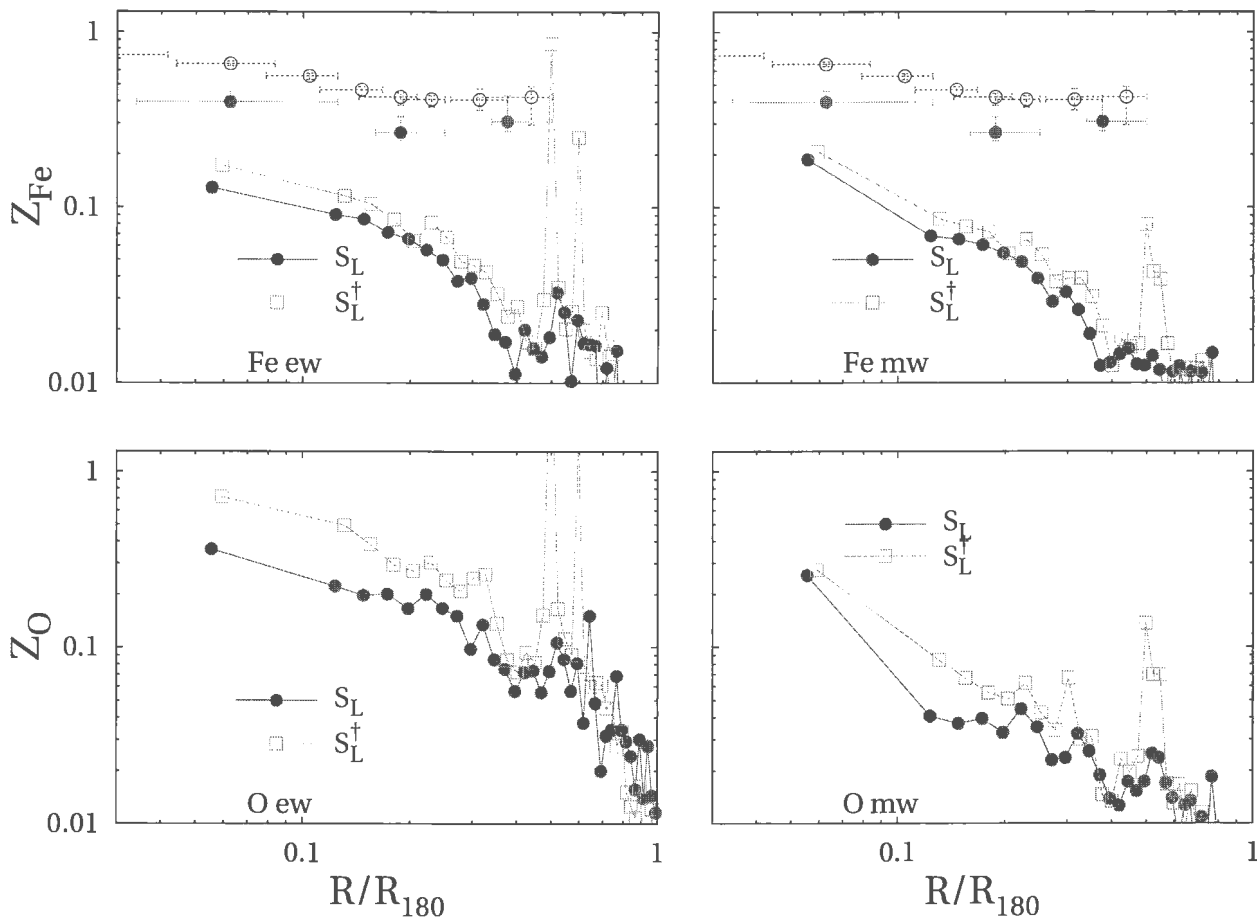 1
0.1
0.01
Z_Fe
S_L
S_L^†
Fe ew
S_L
S_L^†
Fe mw
1
0.1
0.01
Z_O
S_L
S_L^†
O ew
S_L
S_L^†
O mw
0.1 1
0.1 1
R/R_180
R/R_180